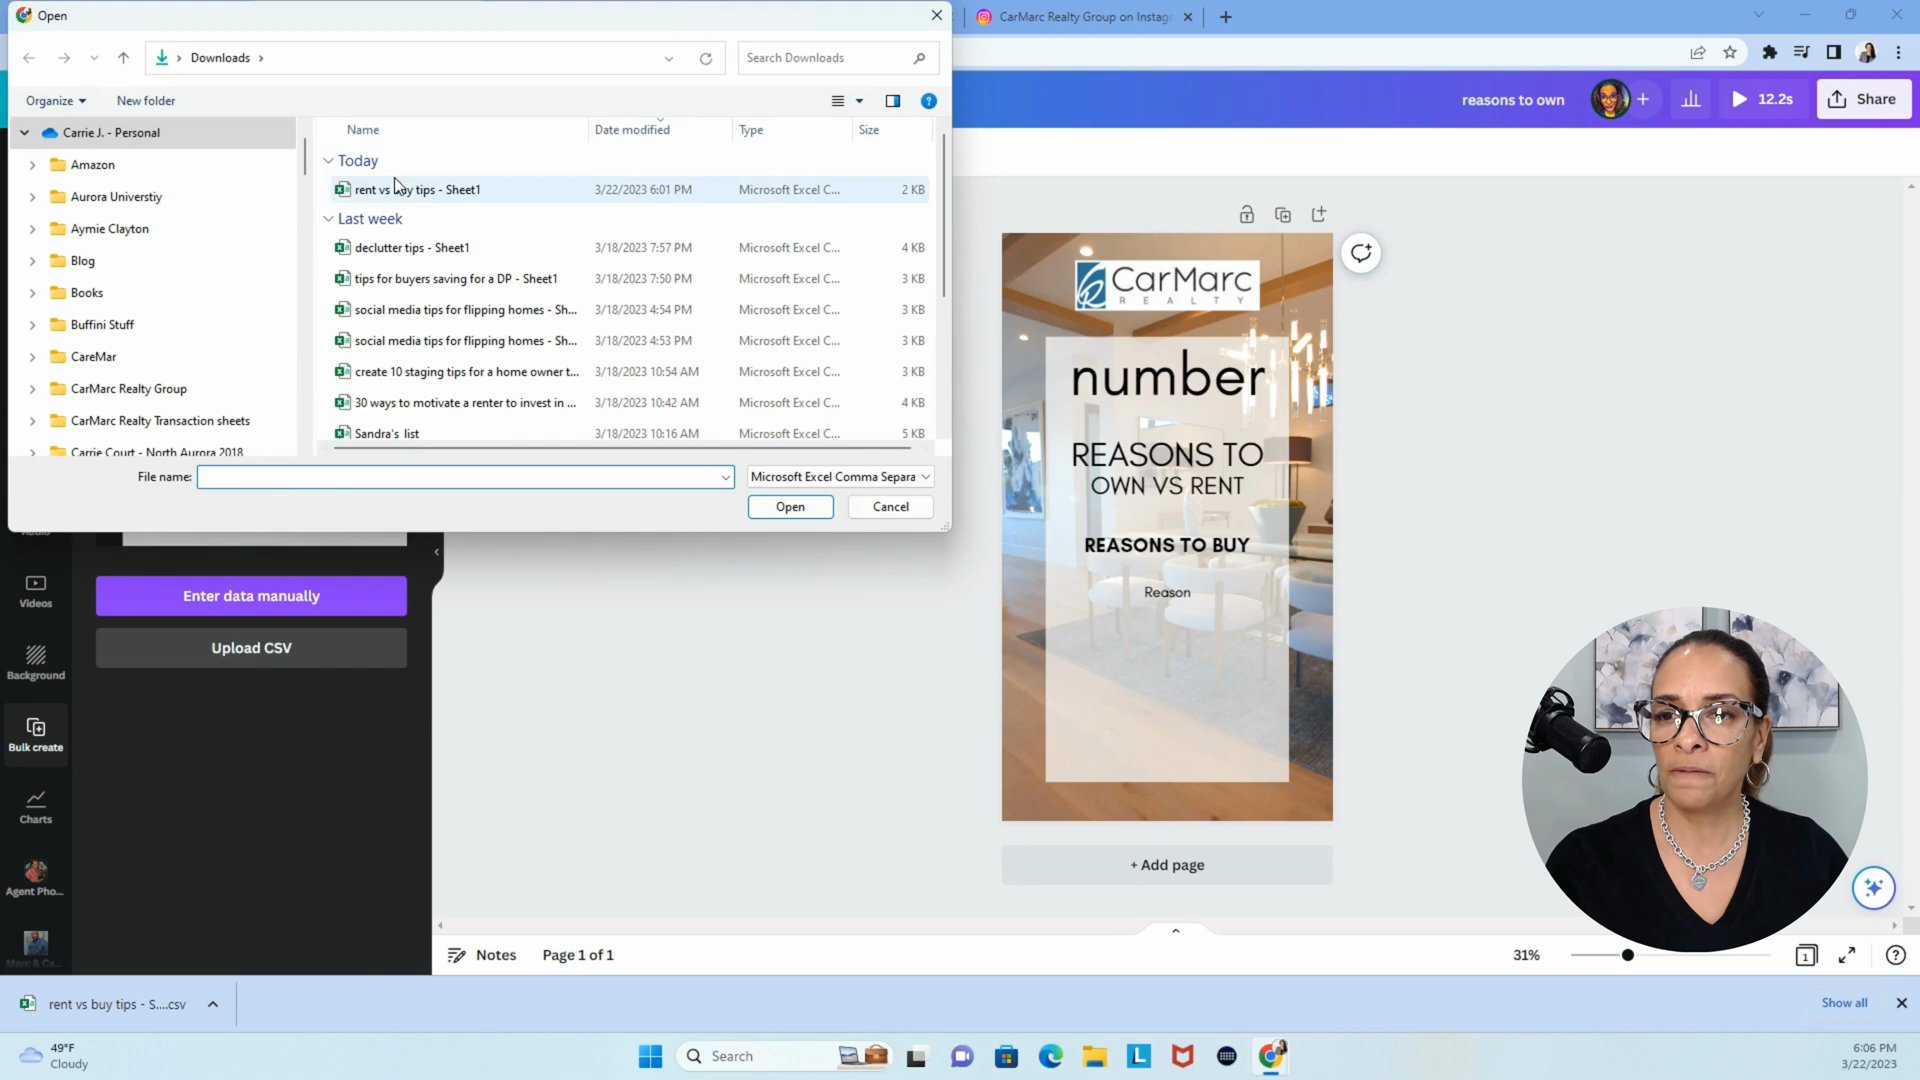 Open
CarMarc Realty Group on Instag
Downloads
Search Downloads
Organize
New folder
reasons to own
12.2s
Share
Name
Date modified
Type
Size
Carrie J. - Personal
Amazon
Aurora Universtiy
Aymie Clayton
Blog
Books
Buffini Stuff
CareMar
CarMarc Realty Group
CarMarc Realty Transaction sheets
Carrie Court - North Aurora 2018
Today
rent vs buy tips - Sheet1 3/22/2023 6:01 PM Microsoft Excel C... 2 KB
Last week
declutter tips - Sheet1 3/18/2023 7:57 PM Microsoft Excel C... 4 KB
tips for buyers saving for a DP - Sheet1 3/18/2023 7:50 PM Microsoft Excel C... 3 KB
social media tips for flipping homes - Sh... 3/18/2023 4:54 PM Microsoft Excel C... 3 KB
social media tips for flipping homes - Sh... 3/18/2023 4:53 PM Microsoft Excel C... 3 KB
create 10 staging tips for a home owner t... 3/18/2023 10:54 AM Microsoft Excel C... 3 KB
30 ways to motivate a renter to invest in ... 3/18/2023 10:42 AM Microsoft Excel C... 4 KB
Sandra's list 3/18/2023 10:16 AM Microsoft Excel C... 5 KB
File name:
Microsoft Excel Comma Separa
Open
Cancel
CarMarc
REALTY
number
REASONS TO
OWN VS RENT
REASONS TO BUY
Reason
+ Add page
Audio
Videos
Background
Bulk create
Charts
Agent Pho...
Marc & Ca...
Enter data manually
Upload CSV
Notes
Page 1 of 1
31%
1
rent vs buy tips - S....csv
Show all
49°F
Cloudy
Search
L
6:06 PM
3/22/2023